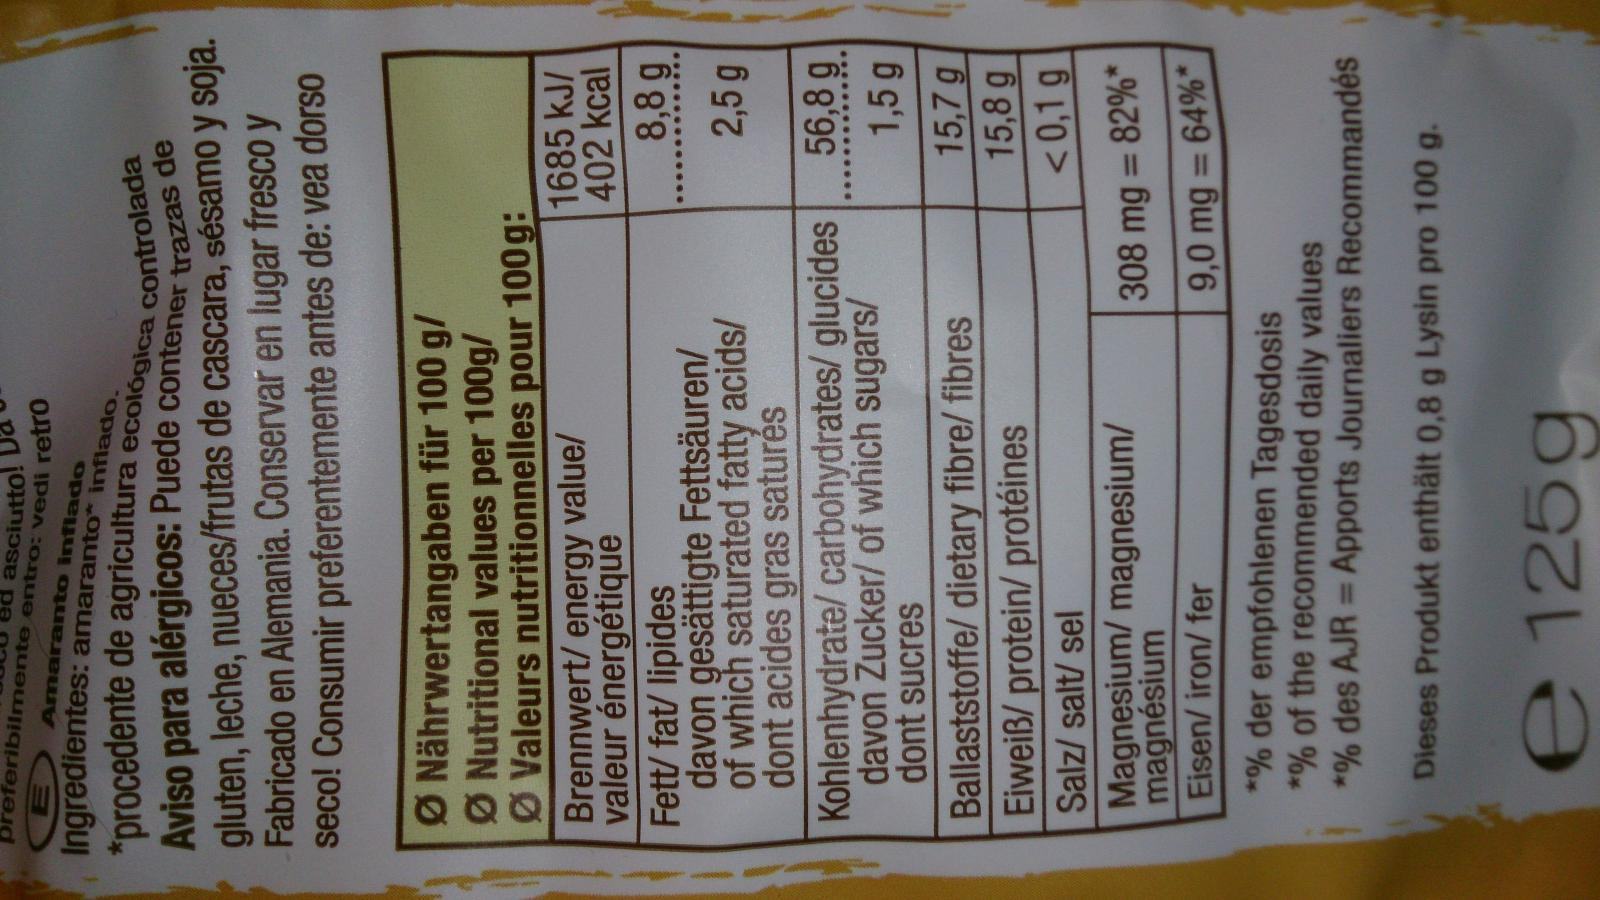 ed asciutto! Da
preferibilmente entro: vedi retro
E Amaranto inflado
Ingredientes: amaranto* inflado.
*procedente de agricultura ecológica controlada
Aviso para alérgicos: Puede contener trazas de
gluten, leche, nueces/frutas de cascara, sésamo y soja.
Fabricado en Alemania. Conservar en lugar fresco y
seco! Consumir preferentemente antes de: vea dorso
Ø Nährwertangaben für 100 g/
Ø Nutritional values per 100g/
Ø Valeurs nutritionnelles pour 100g:
Brennwert/ energy value/ 1685 kJ/
valeur énergétique 402 kcal
Fett/ fat/ lipides 8,8 g
davon gesättigte Fettsäuren/
of which saturated fatty acids/ 2,5 g
dont acides gras saturés
Kohlenhydrate/ carbohydrates/ glucides 56,8 g
davon Zucker/ of which sugars/ 1,5 g
dont sucres
Ballaststoffe/ dietary fibre/ fibres 15,7 g
Eiweiß/ protein/ protéines 15,8 g
Salz/ salt/ sel < 0,1 g
Magnesium/ magnesium/ 308 mg = 82%*
magnésium
Eisen/ iron/ fer 9,0 mg = 64%*
*% der empfohlenen Tagesdosis
*% of the recommended daily values
*% des AJR = Apports Journaliers Recommandés
Dieses Produkt enthält 0,8 g Lysin pro 100 g.
e 125g